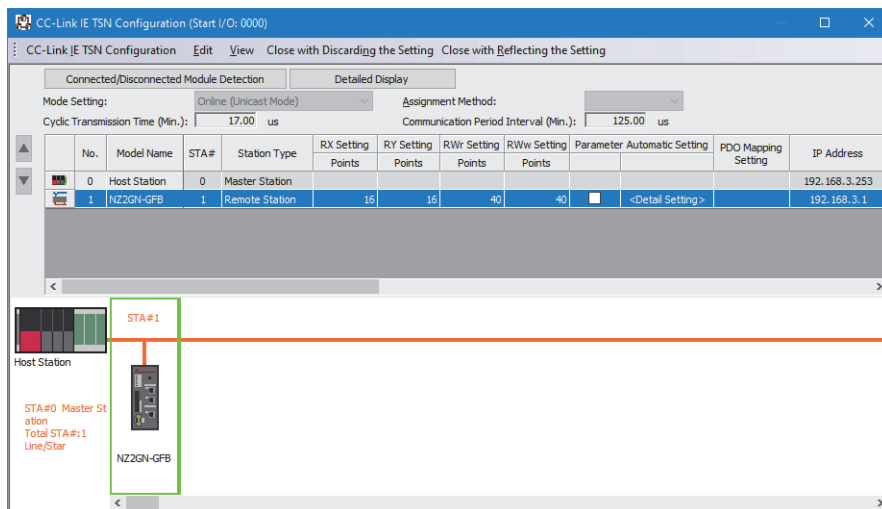 CC-Link IE TSN Configuration (Start I/O: 0000)
CC-Link IE TSN Configuration Edit View Close with Discarding the Setting Close with Reflecting the Setting
Connected/Disconnected Module Detection Detailed Display
Mode Setting: Online (Unicast Mode) Assignment Method:
Cyclic Transmission Time (Min.): 17.00 us Communication Period Interval (Min.): 125.00 us
No. Model Name STA# Station Type RX Setting RY Setting RWr Setting RWw Setting Parameter Automatic Setting PDO Mapping Setting IP Address
Points Points Points Points
0 Host Station 0 Master Station 192.168.3.253
1 NZ2GN-GFB 1 Remote Station 16 16 40 40 <Detail Setting> 192.168.3.1
STA#1
Host Station
STA#0 Master St
ation
Total STA#:1
Line/Star
NZ2GN-GFB